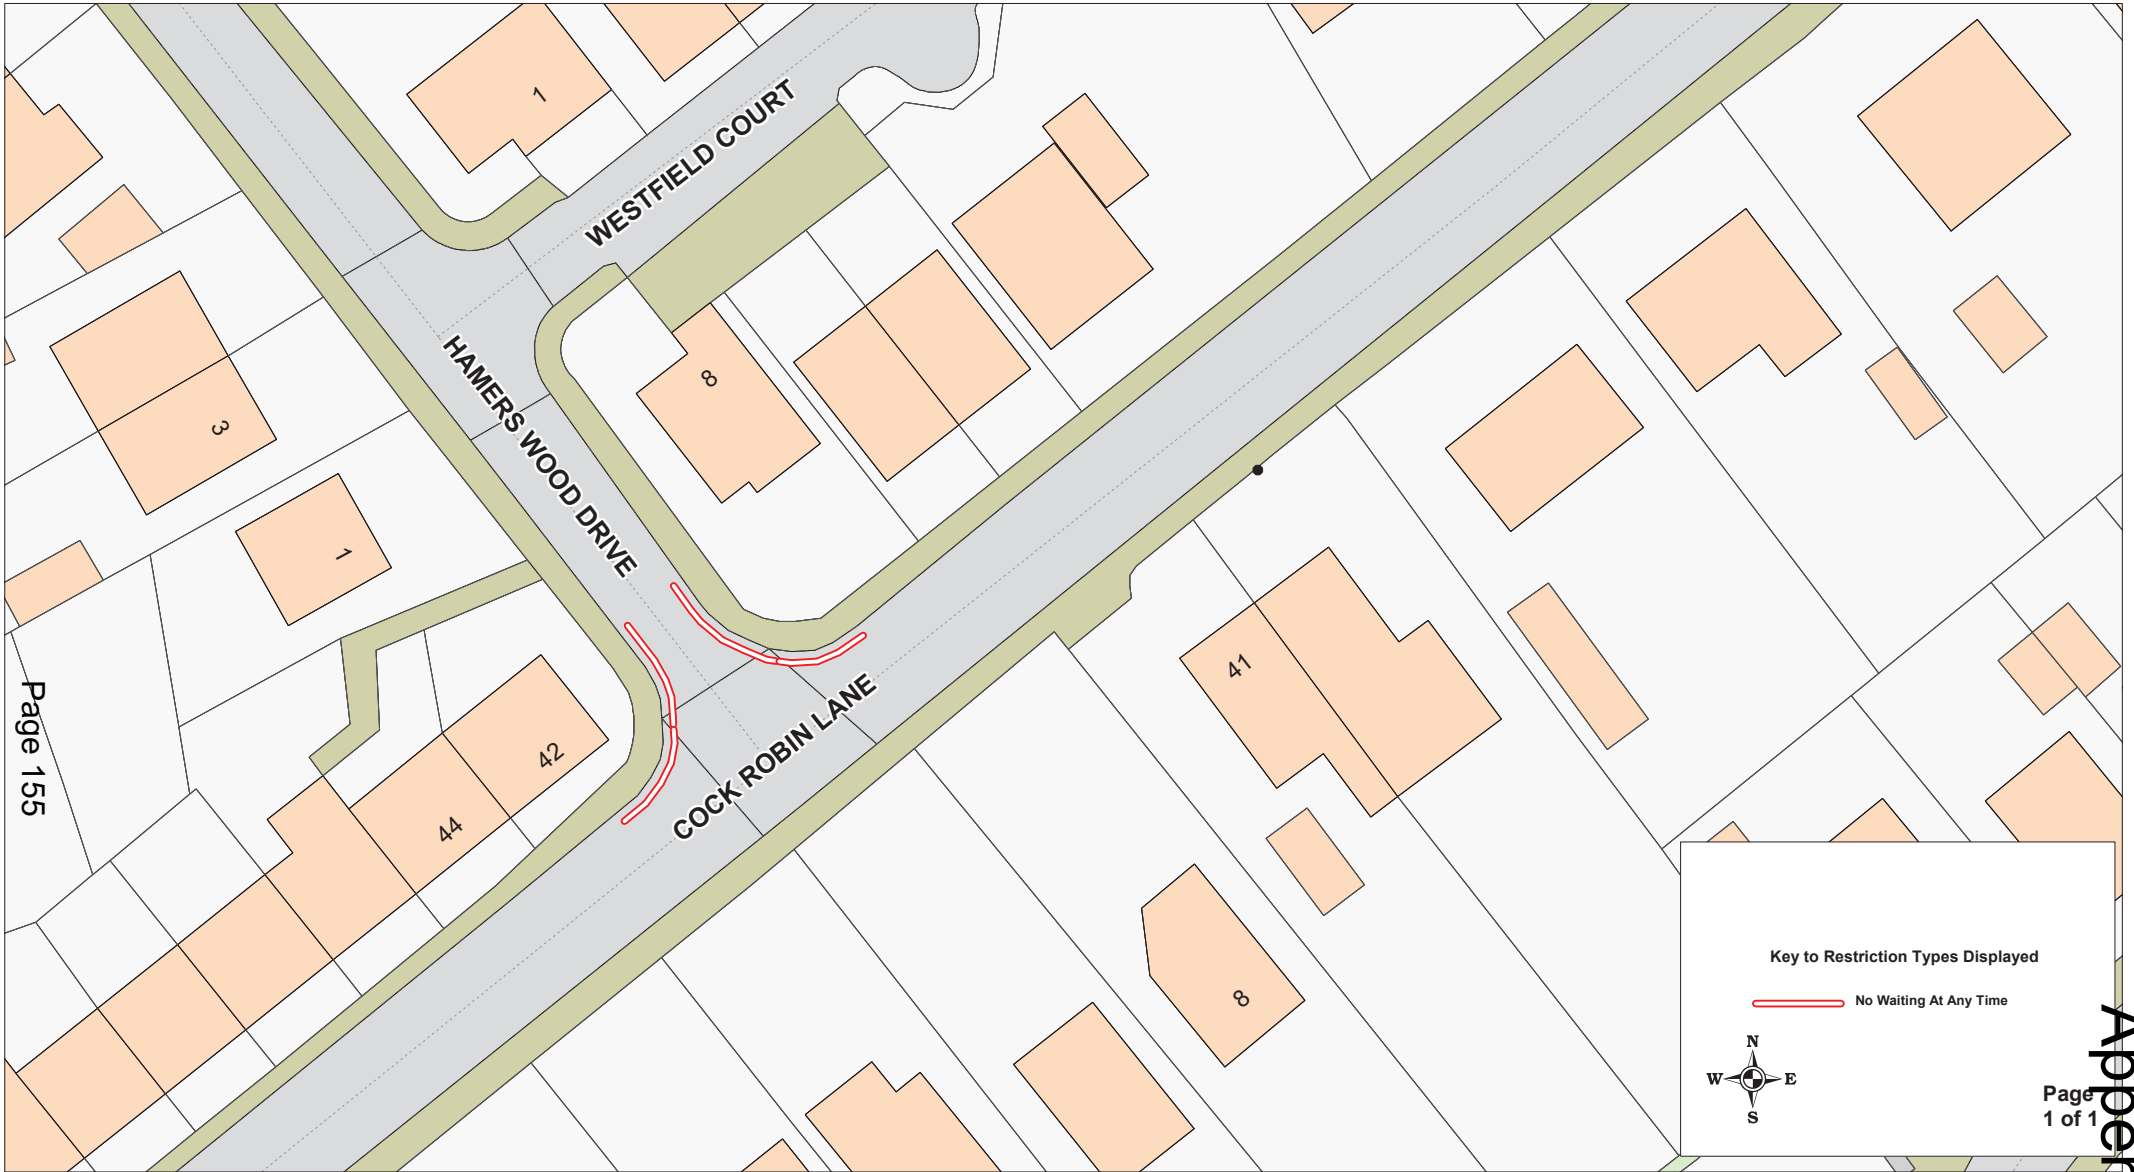 1
WESTFIELD COURT
HAMERS WOOD DRIVE
8
3
1
41
Page 155
42
COCK ROBIN LANE
44
8
Key to Restriction Types Displayed
No Waiting At Any Time
N
W E
S
Page
1 of 1